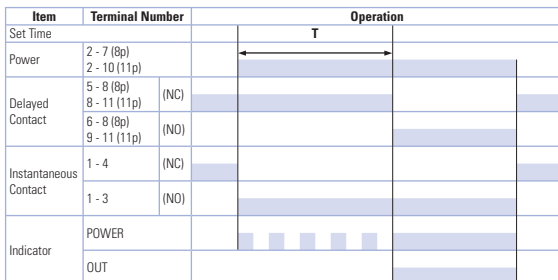 Item Terminal Number Operation
Set Time T
Power 2 - 7 (8p)
2 - 10 (11p)
Delayed Contact
5 - 8 (8p)
8 - 11 (11p) (NC)
6 - 8 (8p)
9 - 11 (11p) (NO)
Instantaneous Contact
1 - 4 (NC)
1 - 3 (NO)
Indicator
POWER
OUT